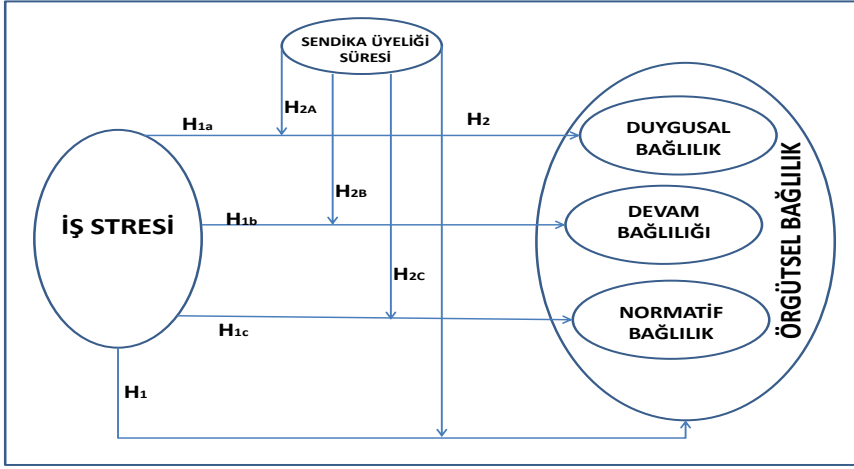 SENDİKA ÜYELİĞİ
SÜRESİ
H2A
H1a
H2
DUYGUSAL
BAĞLILIK
H2B
İŞ STRESİ
H1b
DEVAM
BAĞLILIĞI
H2C
H1c
NORMATİF
BAĞLILIK
ÖRGÜTSEL BAĞLILIK
H1